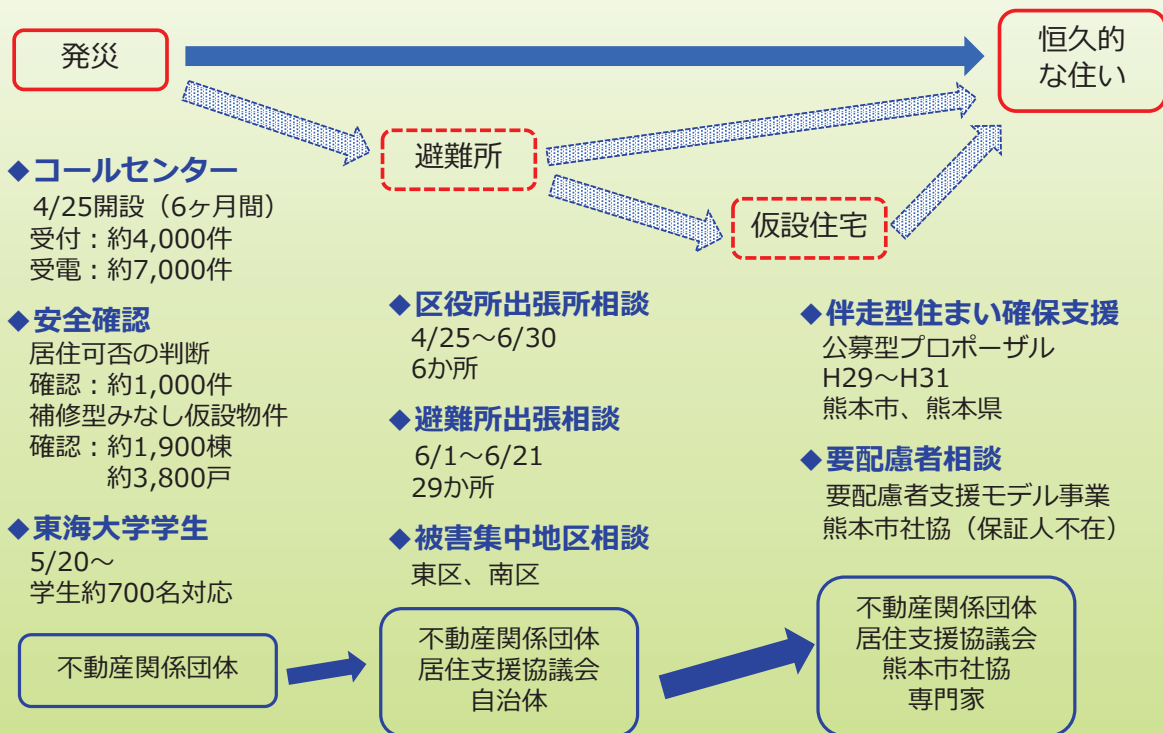 発災
恒久的
な住い
避難所
仮設住宅
◆コールセンター
4/25開設（6ヶ月間）
受付：約4,000件
受電：約7,000件
◆安全確認
居住可否の判断
確認：約1,000件
補修型みなし仮設物件
確認：約1,900棟
約3,800戸
◆東海大学学生
5/20～
学生約700名対応
◆区役所出張所相談
4/25～6/30
6か所
◆避難所出張相談
6/1～6/21
29か所
◆被害集中地区相談
東区、南区
◆伴走型住まい確保支援
公募型プロポーザル
H29～H31
熊本市、熊本県
◆要配慮者相談
要配慮者支援モデル事業
熊本市社協（保証人不在）
不動産関係団体
不動産関係団体
居住支援協議会
自治体
不動産関係団体
居住支援協議会
熊本市社協
専門家